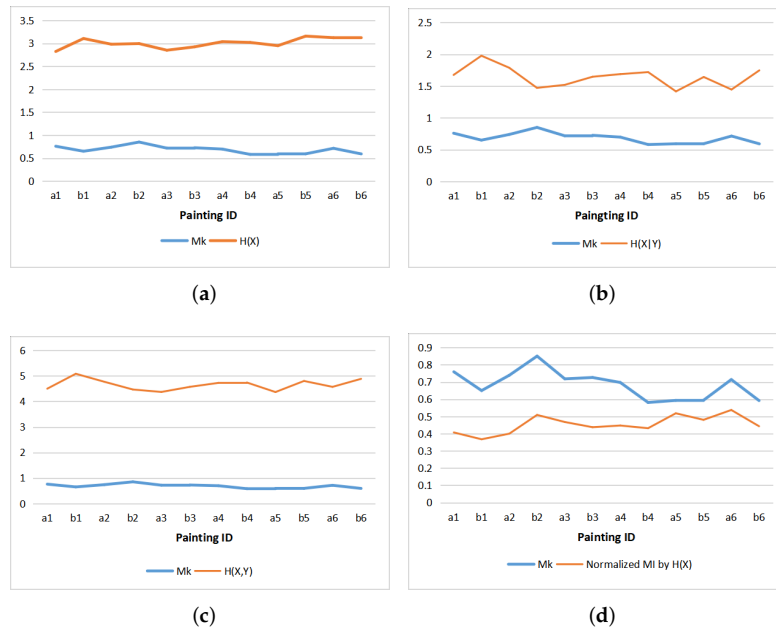 3.5
3
2.5
2
1.5
1
0.5
0
a1 b1 a2 b2 a3 b3 a4 b4 a5 b5 a6 b6
Painting ID
Mk H(X)
(a)
2.5
2
1.5
1
0.5
0
a1 b1 a2 b2 a3 b3 a4 b4 a5 b5 a6 b6
Paingting ID
Mk H(X|Y)
(b)
6
5
4
3
2
1
0
a1 b1 a2 b2 a3 b3 a4 b4 a5 b5 a6 b6
Painting ID
Mk H(X,Y)
(c)
0.9
0.8
0.7
0.6
0.5
0.4
0.3
0.2
0.1
0
a1 b1 a2 b2 a3 b3 a4 b4 a5 b5 a6 b6
Painting ID
Mk Normalized MI by H(X)
(d)